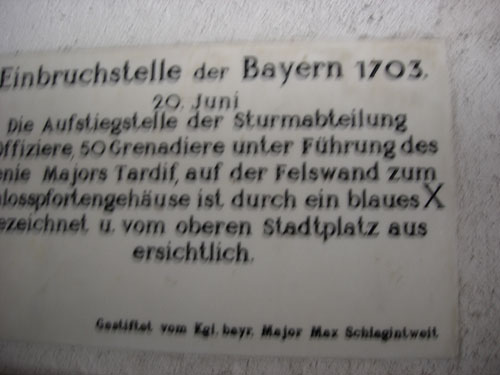 Einbruchstelle der Bayern 1703.
20. Juni
Die Aufstiegstelle der Sturmabteilung
Offiziere, 50 Grenadiere unter Führung des
enie Majors Tardif, auf der Felswand zum
losspfortengehäuse ist durch ein blaues X
ezeichnet u. vom oberen Stadtplatz aus
ersichtlich.
Gestiftet vom Kgl. bayr. Major Max Schlagintweit